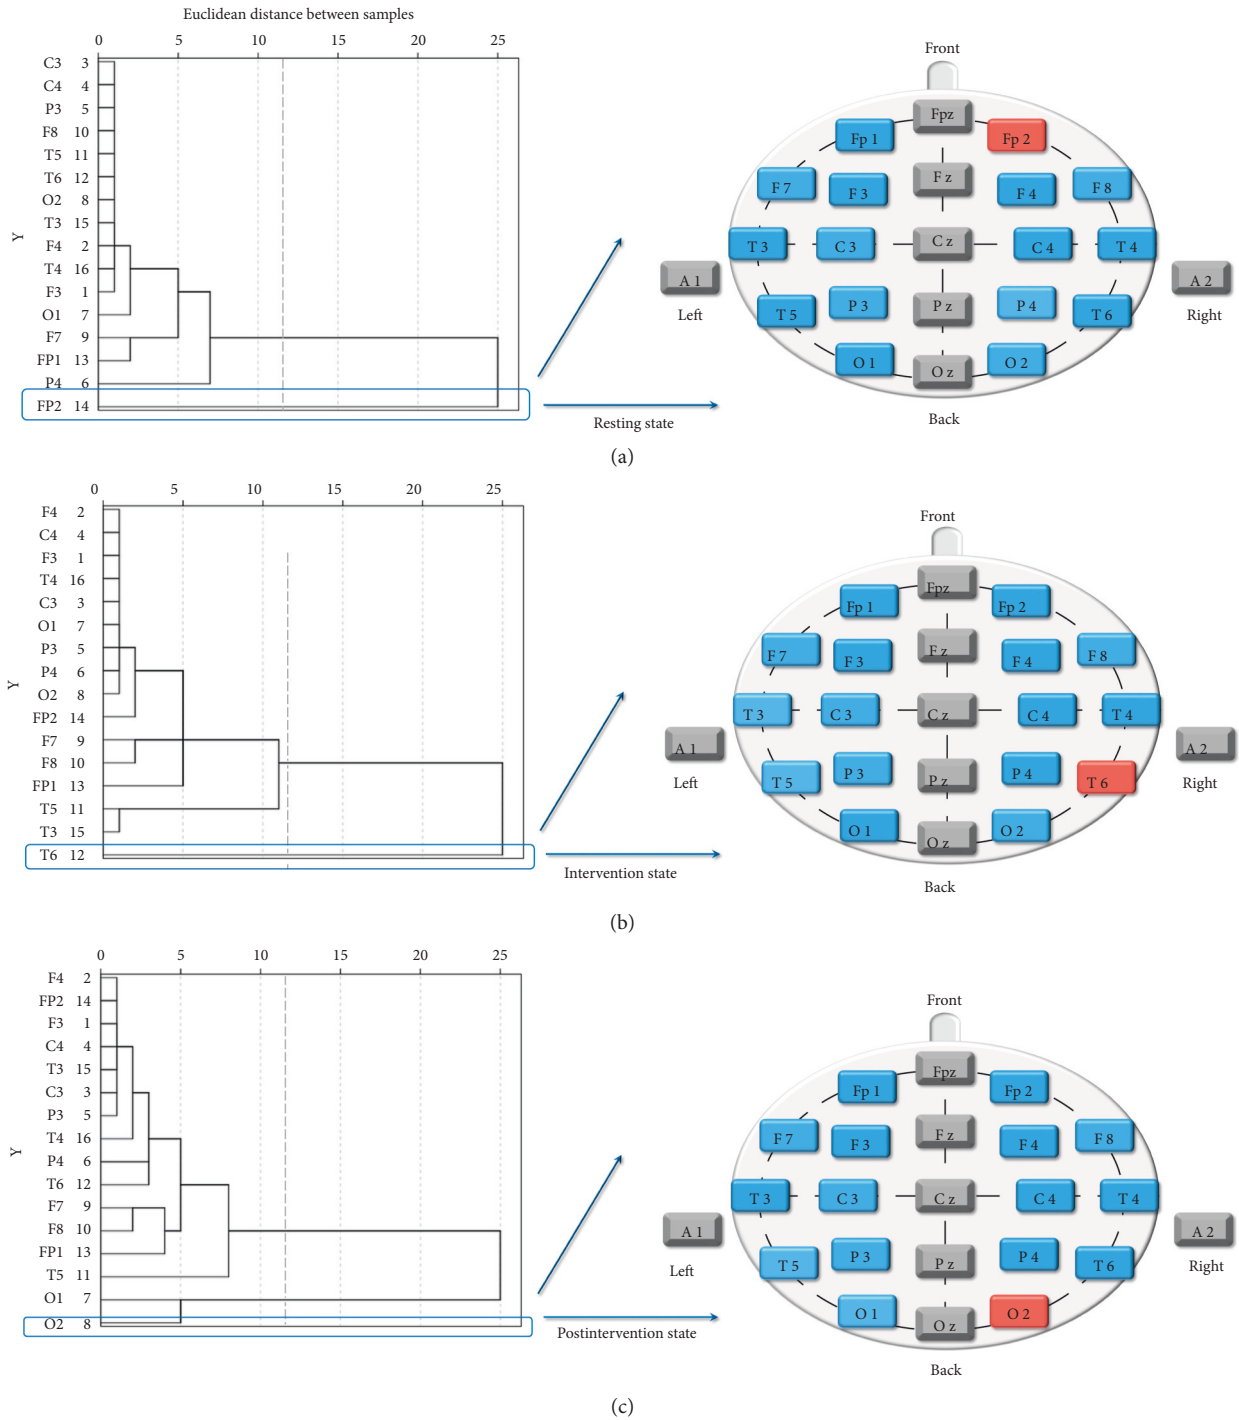 Euclidean distance between samples
0 5 10 15 20 25
Y
C3 3
C4 4
P3 5
F8 10
T5 11
T6 12
O2 8
T3 15
F4 2
T4 16
F3 1
O1 7
F7 9
FP1 13
P4 6
FP2 14
Resting state
Front
Fpz
Fp 1 Fp 2
F 7 F 3 F z F 4 F 8
T 3 C 3 C z C 4 T 4
A 1 A 2
Left Right
T 5 P 3 P z P 4 T 6
O 1 O z O 2
Back
(a)
0 5 10 15 20 25
Y
F4 2
C4 4
F3 1
T4 16
C3 3
O1 7
P3 5
P4 6
O2 8
FP2 14
F7 9
F8 10
FP1 13
T5 11
T3 15
T6 12
Intervention state
Front
Fpz
Fp 1 Fp 2
F 7 F 3 F z F 4 F 8
T 3 C 3 C z C 4 T 4
A 1 A 2
Left Right
T 5 P 3 P z P 4 T 6
O 1 O z O 2
Back
(b)
0 5 10 15 20 25
Y
F4 2
FP2 14
F3 1
C4 4
T3 15
C3 3
P3 5
T4 16
P4 6
T6 12
F7 9
F8 10
FP1 13
T5 11
O1 7
O2 8
Postintervention state
Front
Fpz
Fp 1 Fp 2
F 7 F 3 F z F 4 F 8
T 3 C 3 C z C 4 T 4
A 1 A 2
Left Right
T 5 P 3 P z P 4 T 6
O 1 O z O 2
Back
(c)